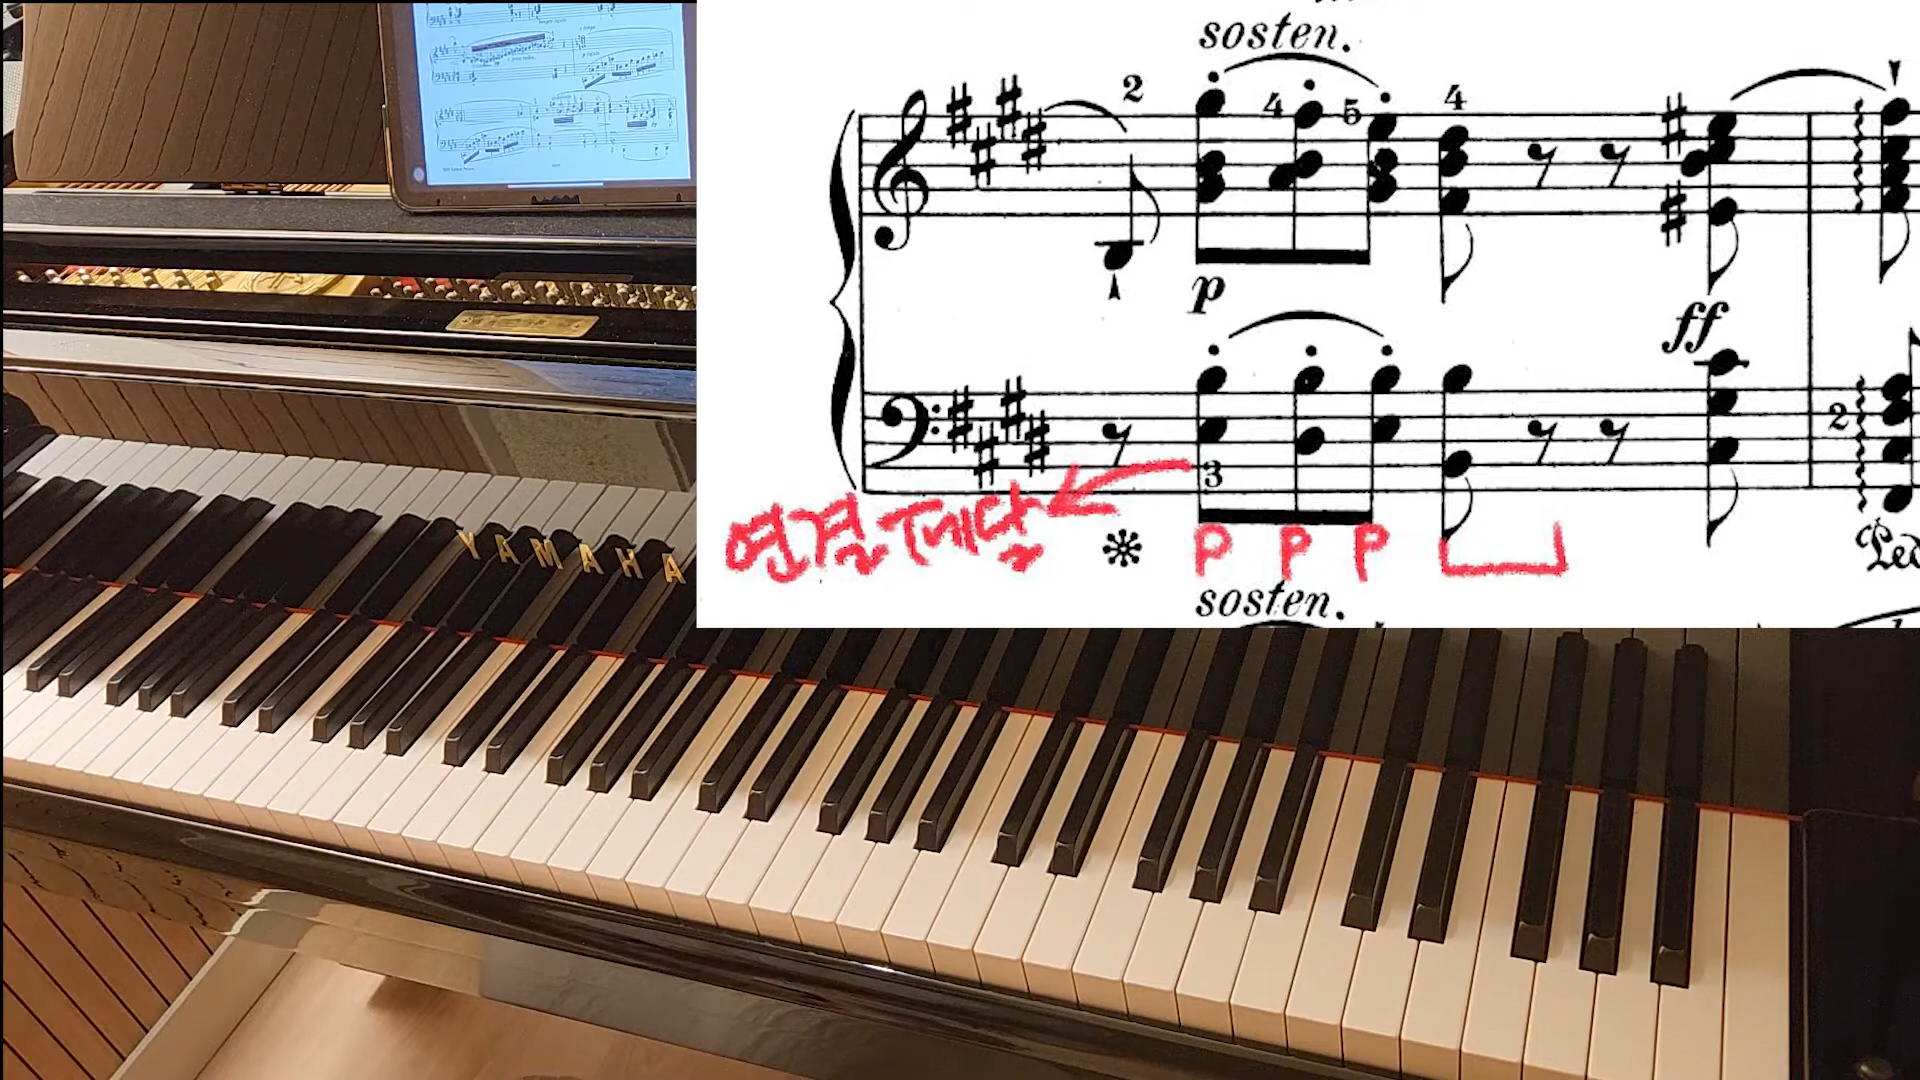 sosten.
2
4
5
4
p
ff
3
2
연결페달
P P P
Ped
sosten.
YAMAHA